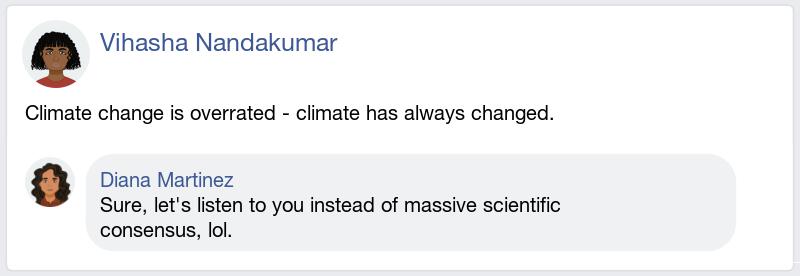 Vihasha Nandakumar
Climate change is overrated - climate has always changed.
Diana Martinez
Sure, let's listen to you instead of massive scientific
consensus, lol.